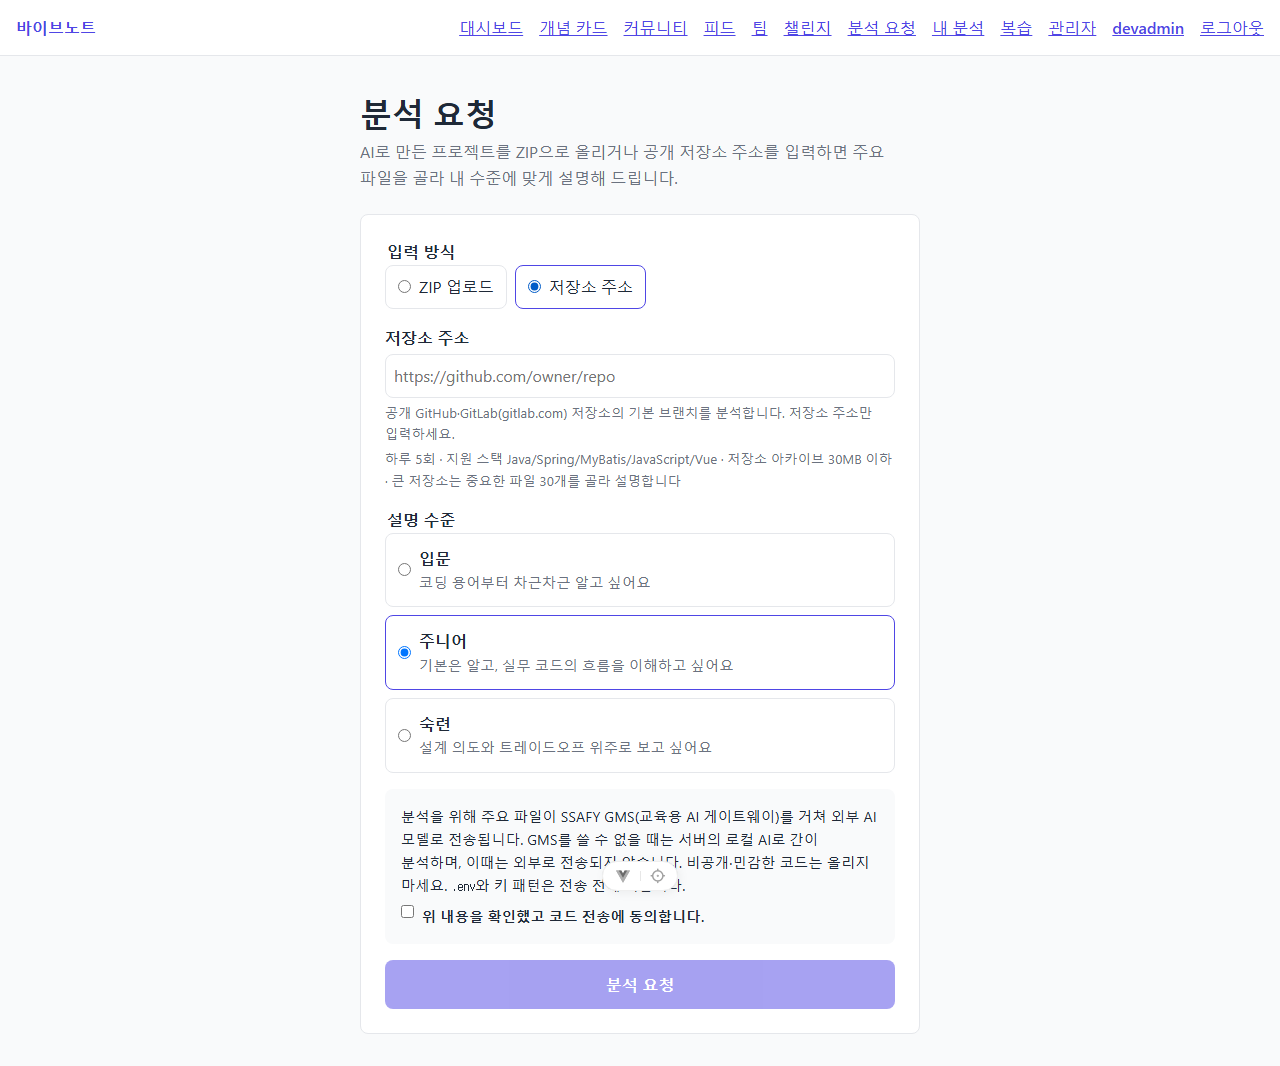 바이브노트 대시보드 개념 카드 커뮤니티 피드 팀 챌린지 분석 요청 내 분석 복습 관리자 devadmin 로그아웃
분석 요청
AI로 만든 프로젝트를 ZIP으로 올리거나 공개 저장소 주소를 입력하면 주요
파일을 골라 내 수준에 맞게 설명해 드립니다.
입력 방식
ZIP 업로드 저장소 주소
저장소 주소
https://github.com/owner/repo
공개 GitHub·GitLab(gitlab.com) 저장소의 기본 브랜치를 분석합니다. 저장소 주소만
입력하세요.
하루 5회 · 지원 스택 Java/Spring/MyBatis/JavaScript/Vue · 저장소 아카이브 30MB 이하
· 큰 저장소는 중요한 파일 30개를 골라 설명합니다
설명 수준
입문
코딩 용어부터 차근차근 알고 싶어요
주니어
기본은 알고, 실무 코드의 흐름을 이해하고 싶어요
숙련
설계 의도와 트레이드오프 위주로 보고 싶어요
분석을 위해 주요 파일이 SSAFY GMS(교육용 AI 게이트웨이)를 거쳐 외부 AI
모델로 전송됩니다. GMS를 쓸 수 없을 때는 서버의 로컬 AI로 간이
분석하며, 이때는 외부로 전송되지 않습니다. 비공개·민감한 코드는 올리지
마세요. .env와 키 패턴은 전송 전에
위 내용을 확인했고 코드 전송에 동의합니다.
분석 요청